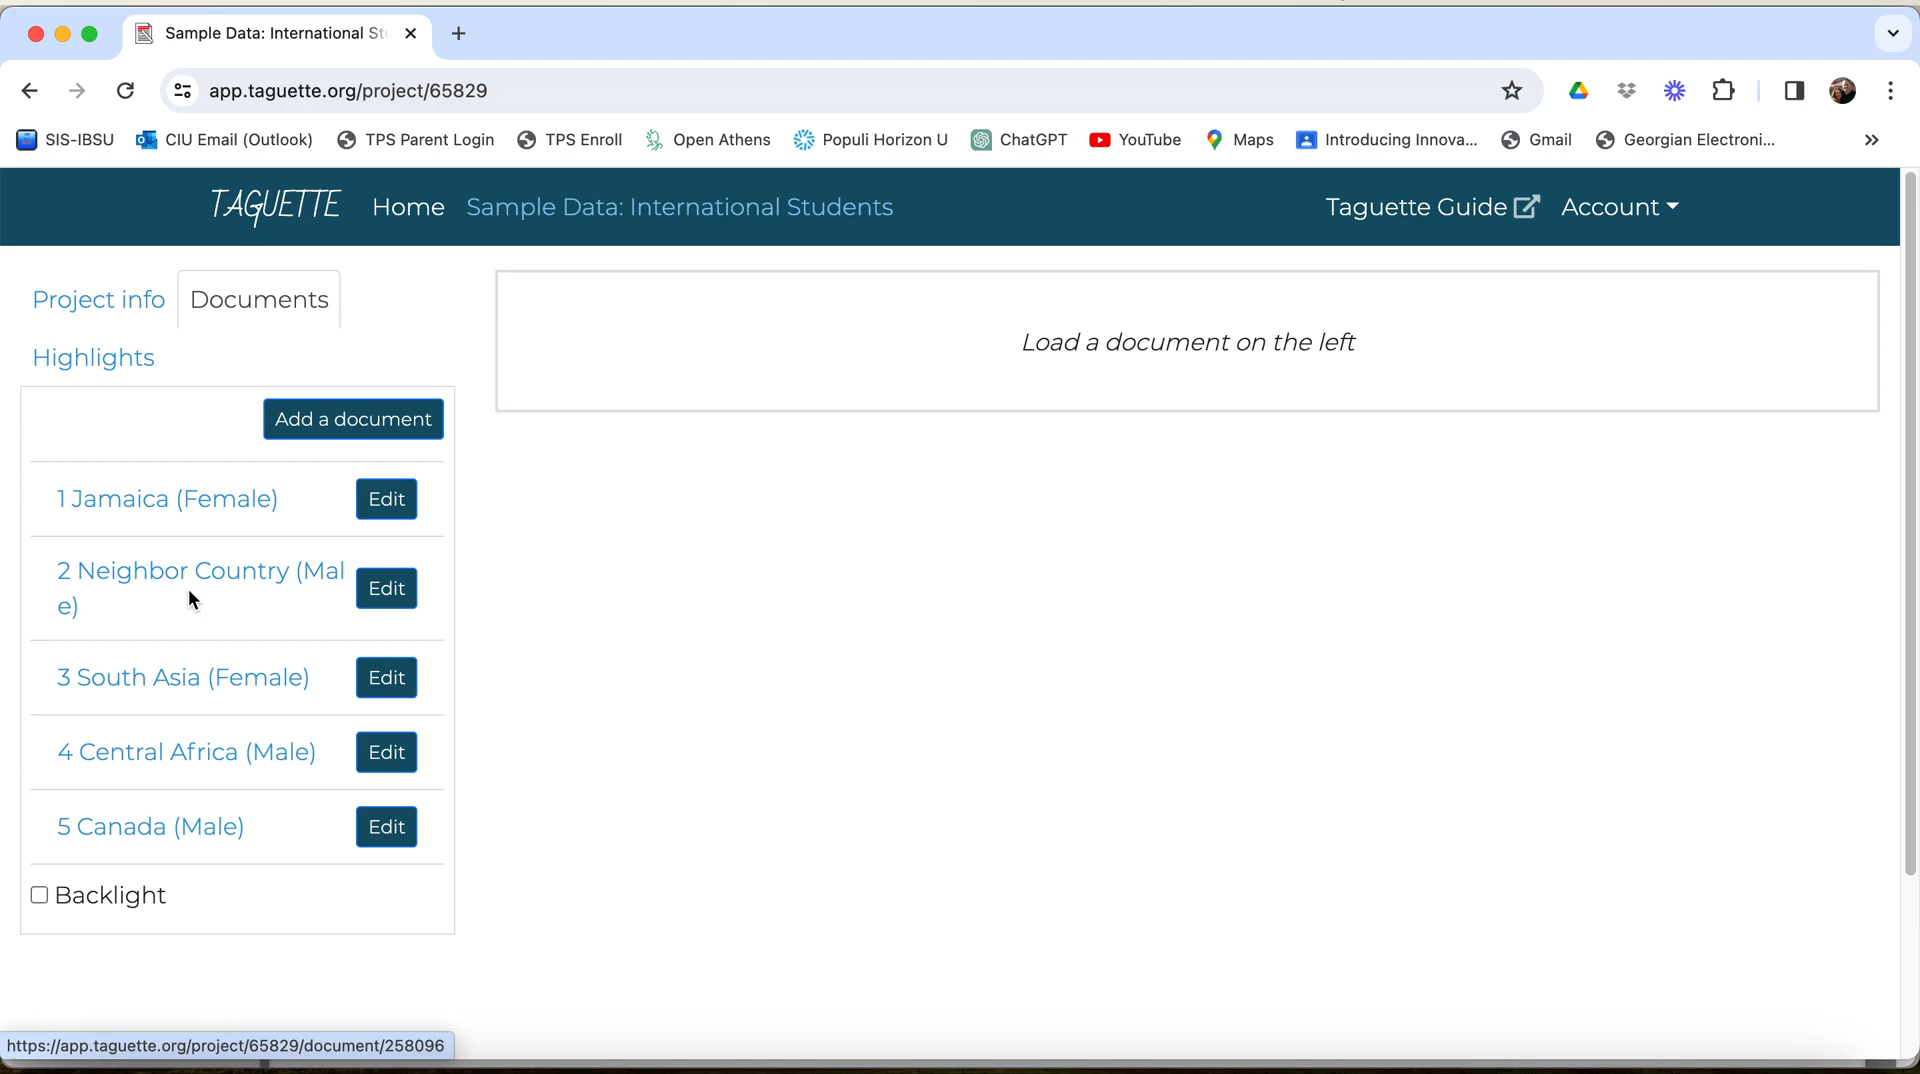 Sample Data: International St
app.taguette.org/project/65829
SIS-IBSU CIU Email (Outlook) TPS Parent Login TPS Enroll Open Athens Populi Horizon U ChatGPT YouTube Maps Introducing Innova... Gmail Georgian Electroni...
TAGUETTE Home Sample Data: International Students Taguette Guide Account
Project info Documents
Highlights
Load a document on the left
Add a document
1 Jamaica (Female) Edit
2 Neighbor Country (Mal
e) Edit
3 South Asia (Female) Edit
4 Central Africa (Male) Edit
5 Canada (Male) Edit
Backlight
https://app.taguette.org/project/65829/document/258096